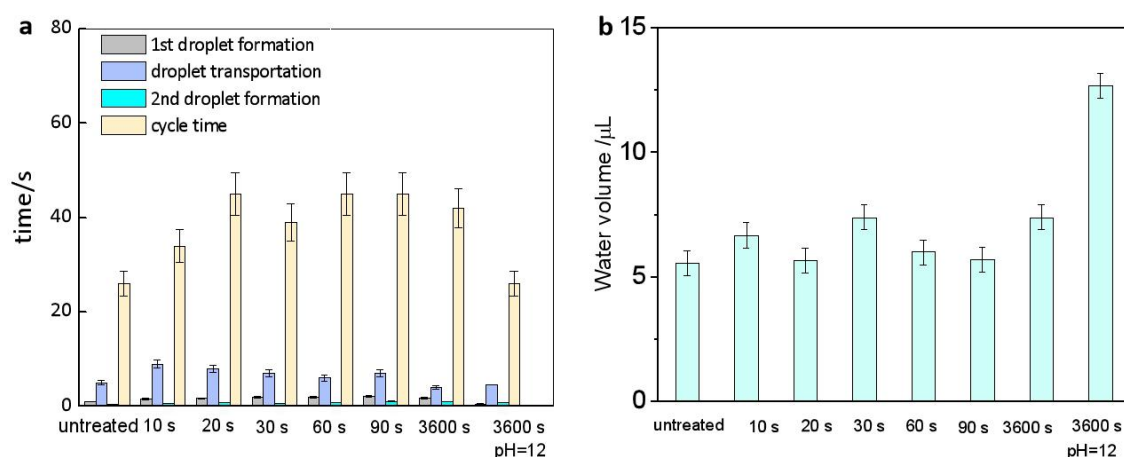 a
80
60
40
20
0
time/s
1st droplet formation
droplet transportation
2nd droplet formation
cycle time
untreated 10 s 20 s 30 s 60 s 90 s 3600 s 3600 s
pH=12
b
15
10
5
0
Water volume /μL
untreated 10 s 20 s 30 s 60 s 90 s 3600 s 3600 s
pH=12